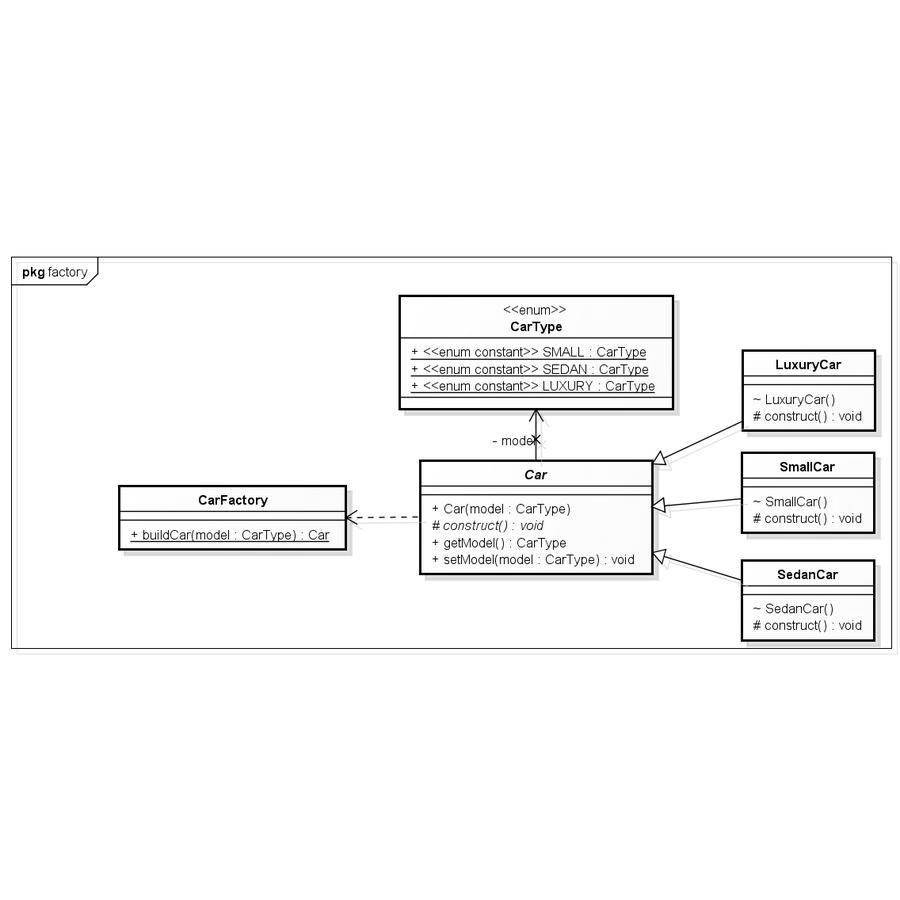 pkg factory
<<enum>>
CarType
+ <<enum constant>> SMALL : CarType
+ <<enum constant>> SEDAN : CarType
+ <<enum constant>> LUXURY : CarType
- model
Car
+ Car(model : CarType)
# construct() : void
+ getModel() : CarType
+ setModel(model : CarType) : void
CarFactory
+ buildCar(model : CarType) : Car
LuxuryCar
~ LuxuryCar()
# construct() : void
SmallCar
~ SmallCar()
# construct() : void
SedanCar
~ SedanCar()
# construct() : void